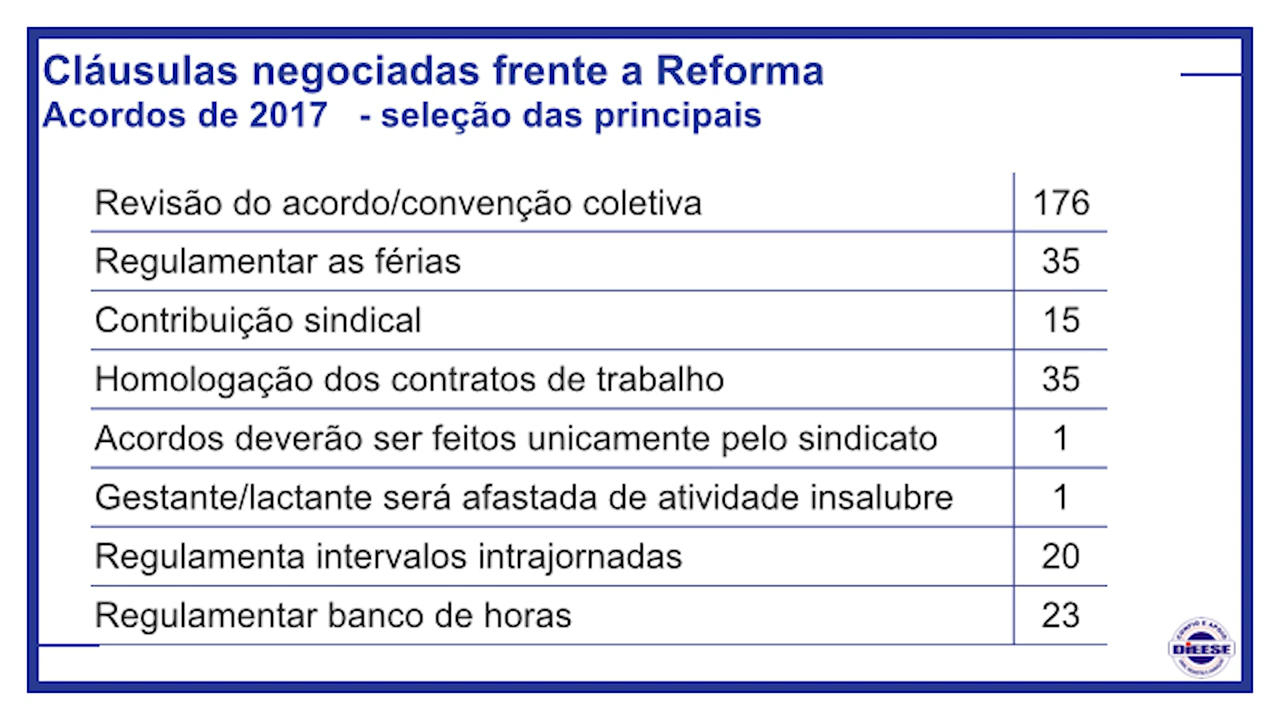 Cláusulas negociadas frente a Reforma
Acordos de 2017 - seleção das principais
Revisão do acordo/convenção coletiva 176
Regulamentar as férias 35
Contribuição sindical 15
Homologação dos contratos de trabalho 35
Acordos deverão ser feitos unicamente pelo sindicato 1
Gestante/lactante será afastada de atividade insalubre 1
Regulamenta intervalos intrajornadas 20
Regulamentar banco de horas 23
DIEESE